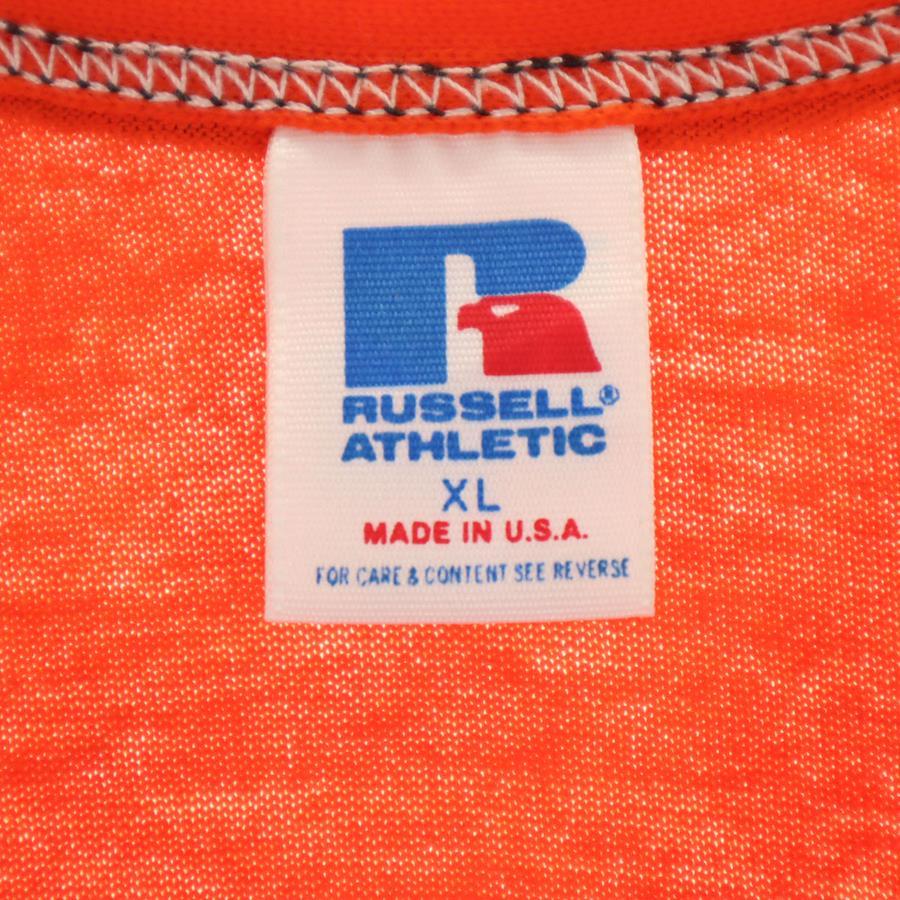 RUSSELL®
ATHLETIC
XL
MADE IN U.S.A.
FOR CARE & CONTENT SEE REVERSE